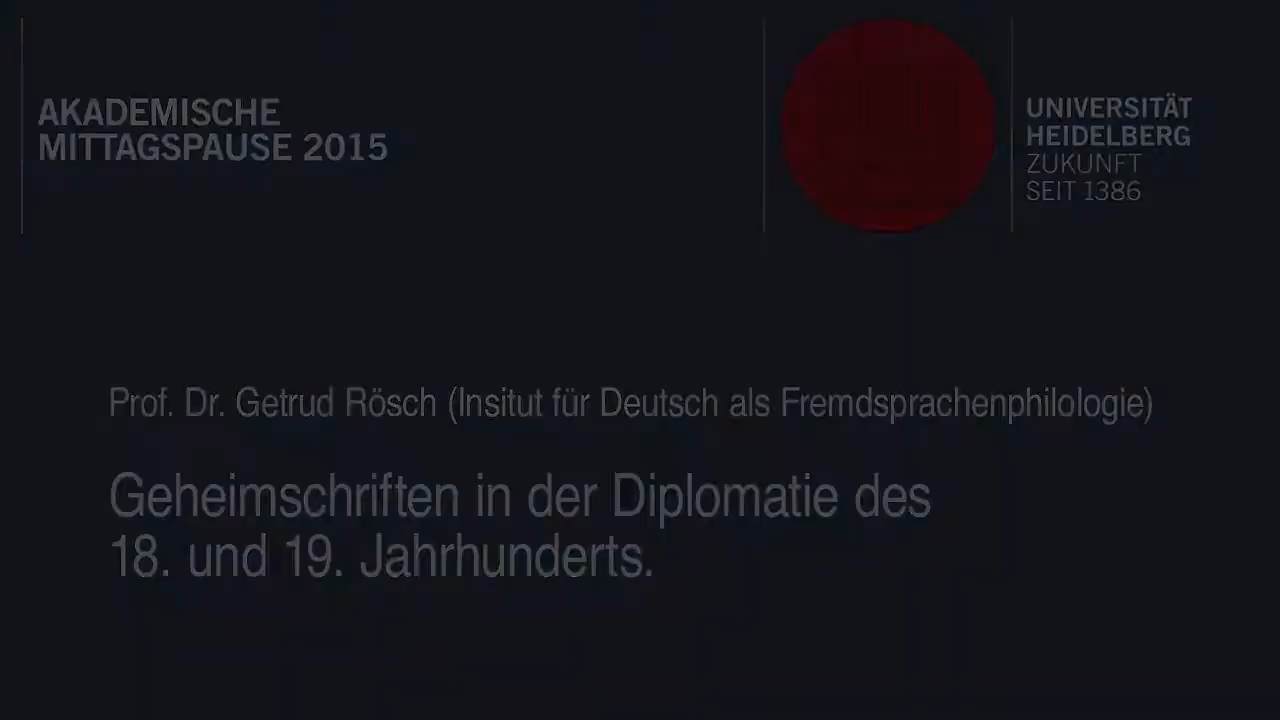 AKADEMISCHE
MITTAGSPAUSE 2015
UNIVERSITÄT
HEIDELBERG
ZUKUNFT
SEIT 1386
Prof. Dr. Getrud Rösch (Insitut für Deutsch als Fremdsprachenphilologie)
Geheimschriften in der Diplomatie des
18. und 19. Jahrhunderts.